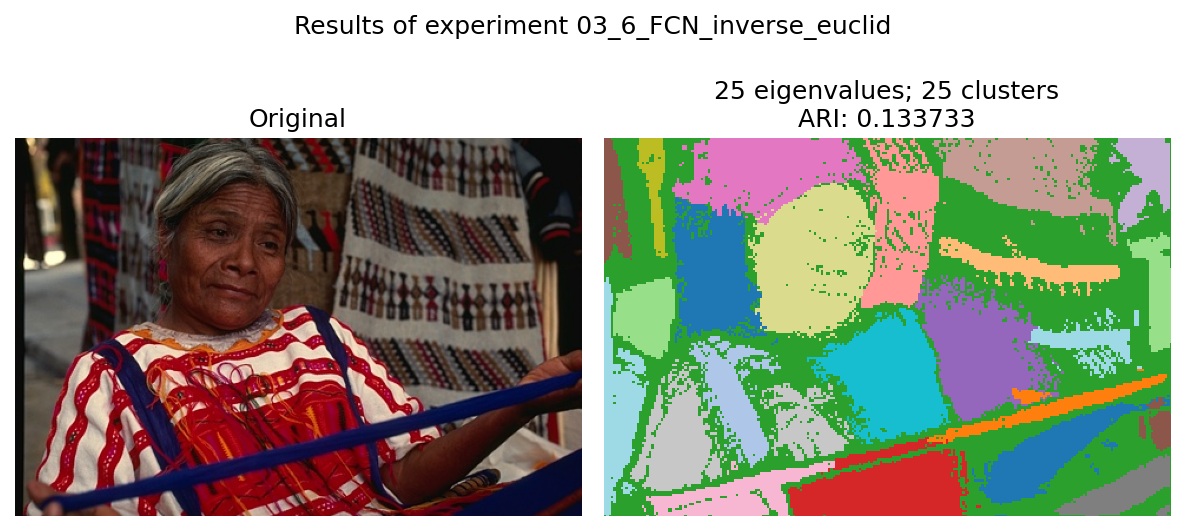 Results of experiment 03_6_FCN_inverse_euclid
Original
25 eigenvalues; 25 clusters
ARI: 0.133733